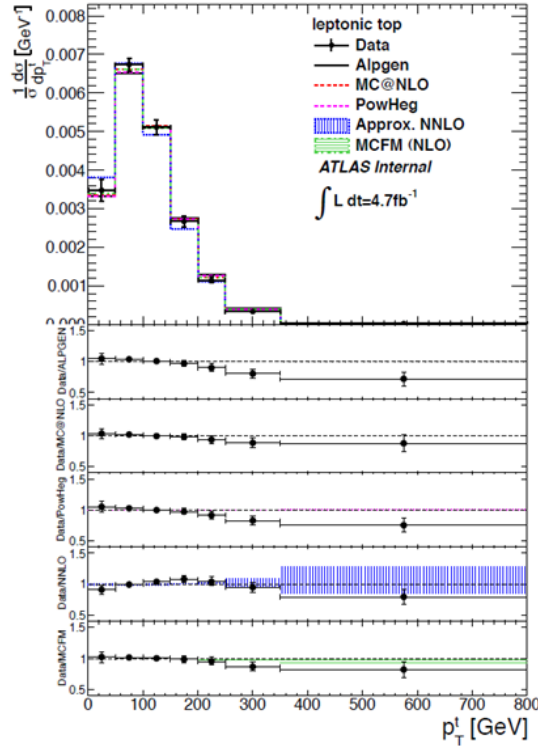 1/σ dσ/dp_T^t [GeV⁻¹]
0.008
0.007
0.006
0.005
0.004
0.003
0.002
0.001
0.000
leptonic top
Data
Alpgen
MC@NLO
PowHeg
Approx. NNLO
MCFM (NLO)
ATLAS Internal
∫ L dt=4.7fb⁻¹
Data/ALPGEN
1.5
1
0.5
Data/MC@NLO
1.5
1
0.5
Data/PowHeg
1.5
1
0.5
Data/NNLO
1.5
1
0.5
Data/MCFM
1.5
1
0.5
0 100 200 300 400 500 600 700 800
p_T^t [GeV]